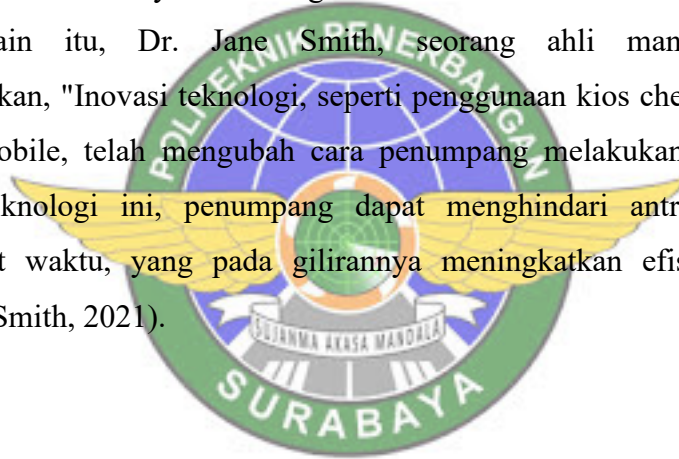 ain itu, Dr. Jane Smith, seorang ahli man
kan, "Inovasi teknologi, seperti penggunaan kios che
obile, telah mengubah cara penumpang melakukan
knologi ini, penumpang dapat menghindari antr
t waktu, yang pada gilirannya meningkatkan efis
Smith, 2021).
POLITEKNIK PENERBANGAN
SUJANMA AKASA MANDALA
SURABAYA